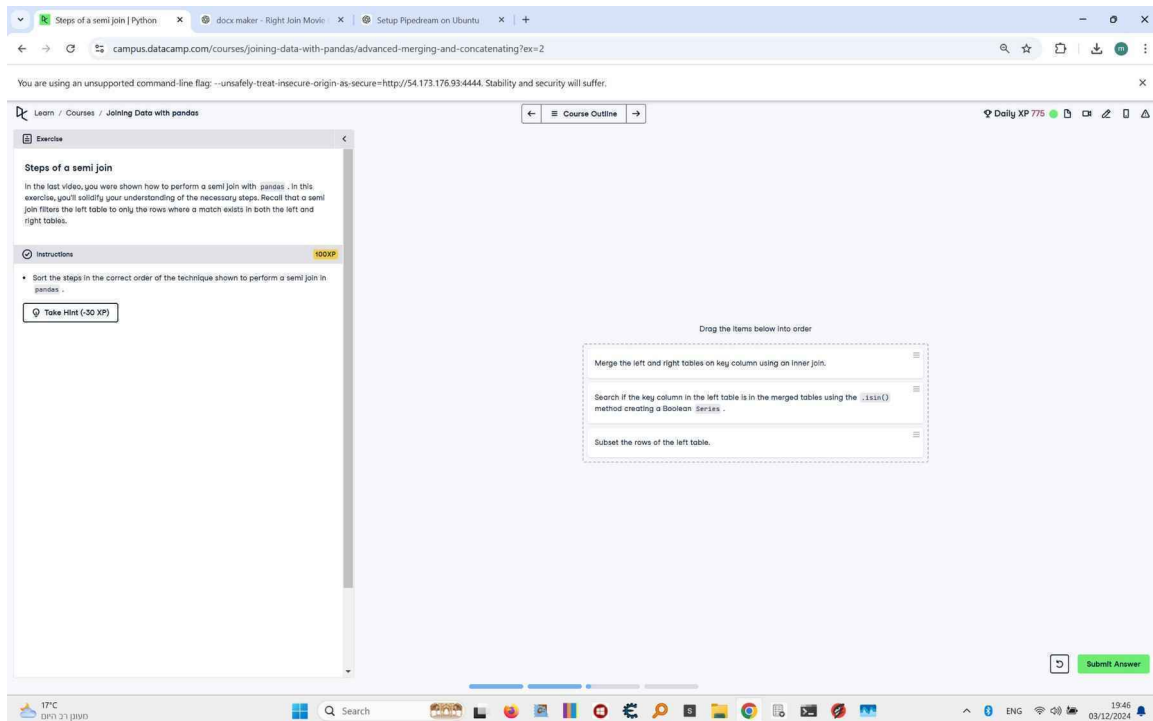 Steps of a semi join | Python
docx maker - Right Join Movie
Setup Pipedream on Ubuntu
campus.datacamp.com/courses/joining-data-with-pandas/advanced-merging-and-concatenating?ex=2
m
You are using an unsupported command-line flag: --unsafely-treat-insecure-origin-as-secure=http://54.173.176.93:4444. Stability and security will suffer.
Learn / Courses / Joining Data with pandas
Course Outline
Daily XP 775
Exercise
Steps of a semi join
In the last video, you were shown how to perform a semi join with pandas . In this
exercise, you'll solidify your understanding of the necessary steps. Recall that a semi
join filters the left table to only the rows where a match exists in both the left and
right tables.
Instructions
100XP
• Sort the steps in the correct order of the technique shown to perform a semi join in
pandas .
Take Hint (-30 XP)
Drag the items below into order
Merge the left and right tables on key column using an inner join.
Search if the key column in the left table is in the merged tables using the .isin()
method creating a Boolean Series .
Subset the rows of the left table.
Submit Answer
17°C
מעונן רב היום
Search
ENG
19:46
03/12/2024